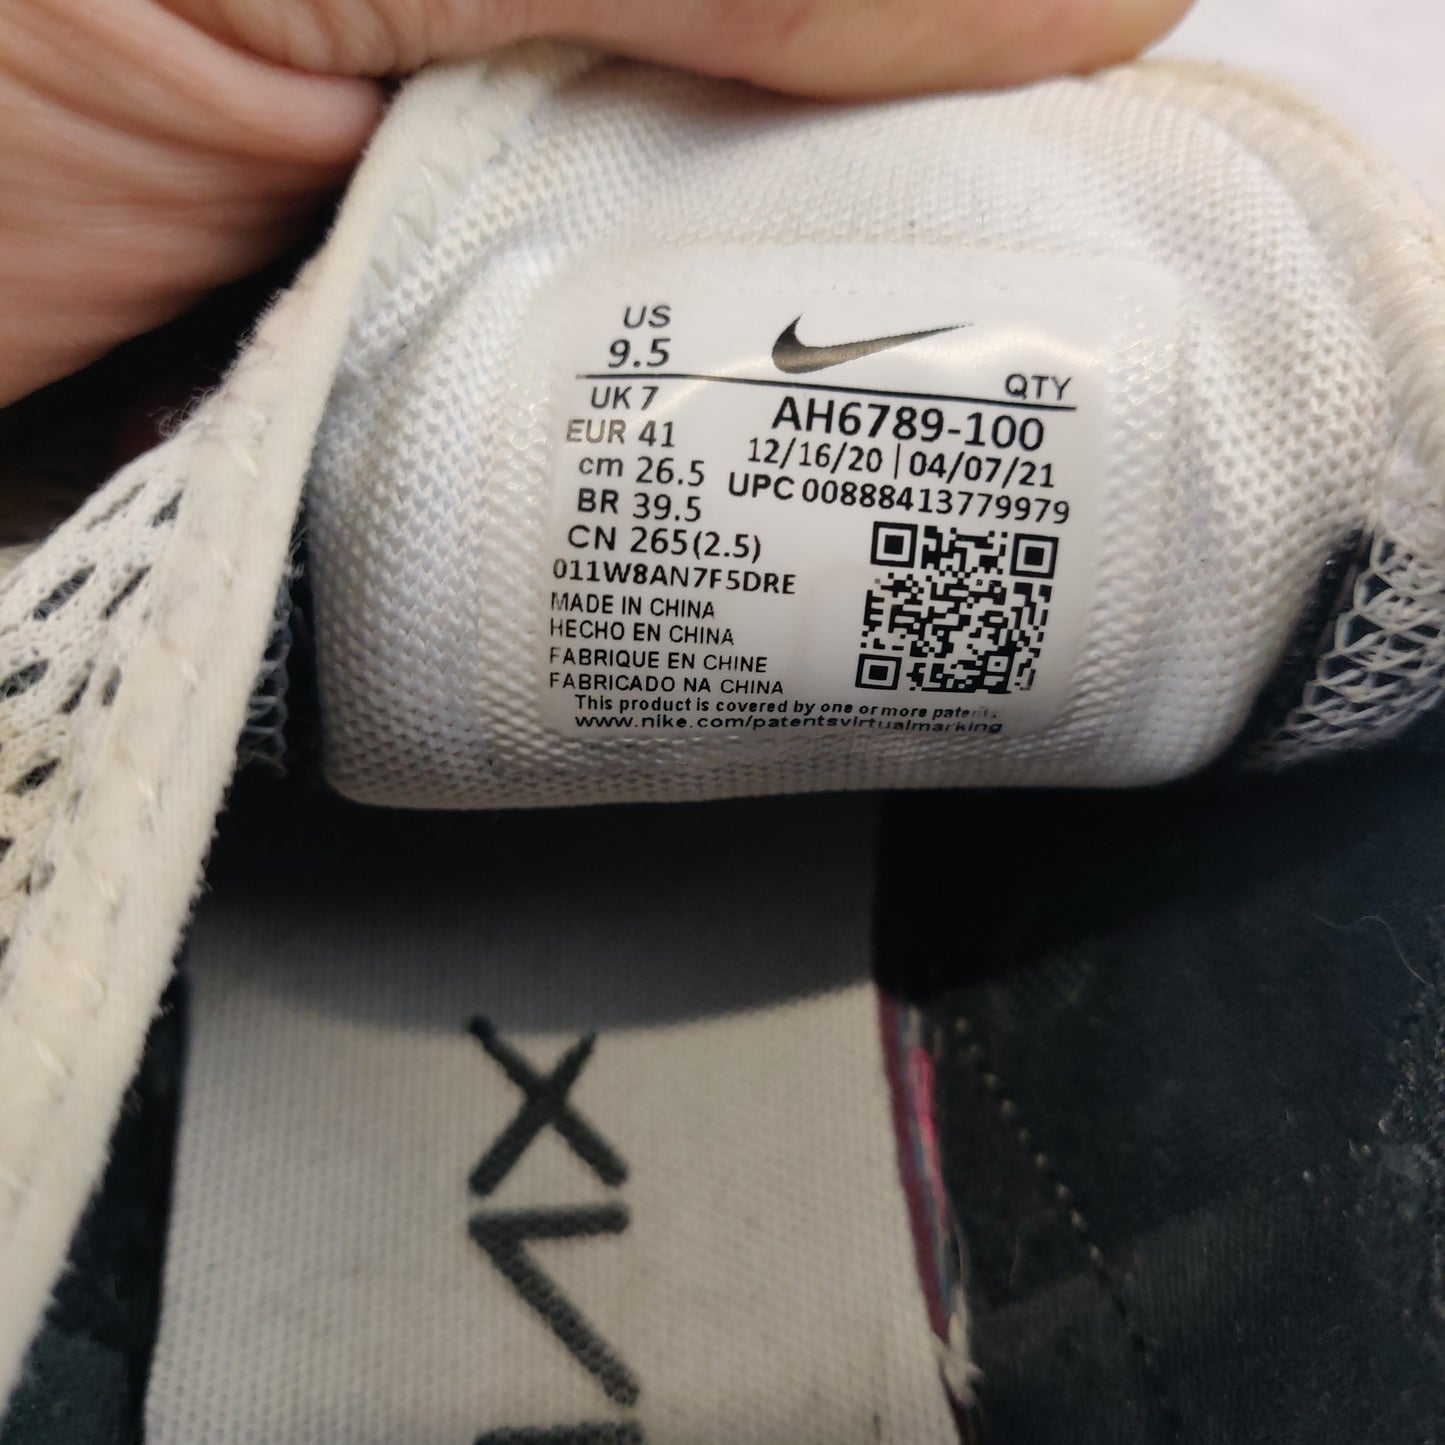 US
9.5
QTY
UK 7
EUR 41
cm 26.5
BR 39.5
CN 265(2.5)
AH6789-100
12/16/20 | 04/07/21
UPC 00888413779979
011W8AN7F5DRE
MADE IN CHINA
HECHO EN CHINA
FABRIQUE EN CHINE
FABRICADO NA CHINA
This product is covered by one or more patents
www.nike.com/patentsvirtualmarking